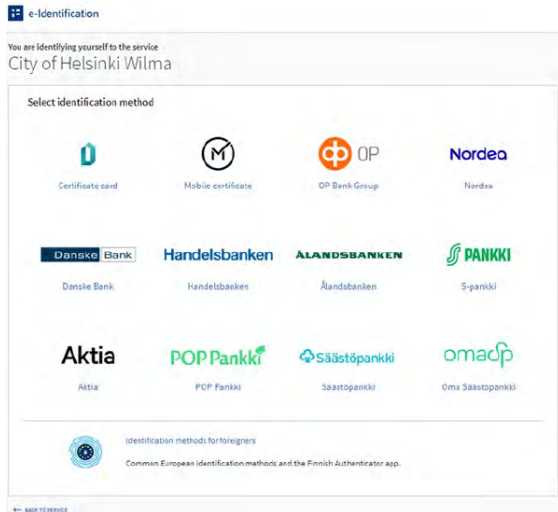 e-Identification
You are identifying yourself to the service
City of Helsinki Wilma
Select identification method
OP Nordea
Certificate card Mobile certificate OP Bank Group Nordea
Danske Bank Handelsbanken ÅLANDSBANKEN S PANKKI
Danske Bank Handelsbanken Ålandsbanken S-pankki
Aktia POP Pankki Säästöpankki omasp
Aktia POP Pankki Säästöpankki Oma Säästöpankki
Identification methods for foreigners
Common European identification methods and the Finnish Authenticator app.
← BACK TO SERVICE